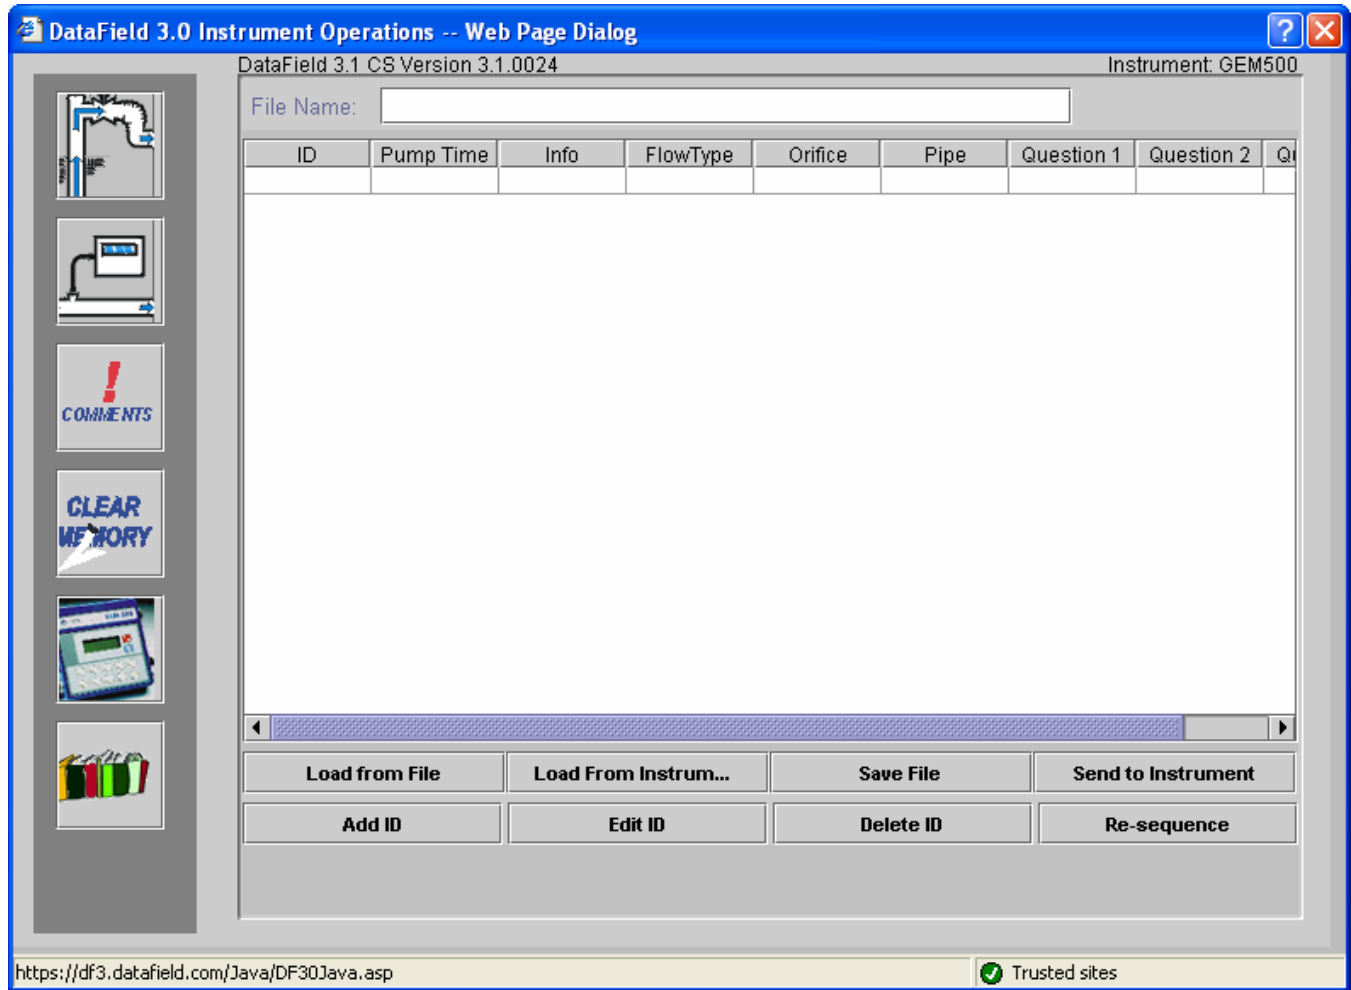 DataField 3.0 Instrument Operations -- Web Page Dialog
DataField 3.1 CS Version 3.1.0024 Instrument: GEM500
File Name:
ID Pump Time Info FlowType Orifice Pipe Question 1 Question 2
COMMENTS
CLEAR
MEMORY
Load from File Load From Instrum... Save File Send to Instrument
Add ID Edit ID Delete ID Re-sequence
https://df3.datafield.com/Java/DF30Java.asp Trusted sites